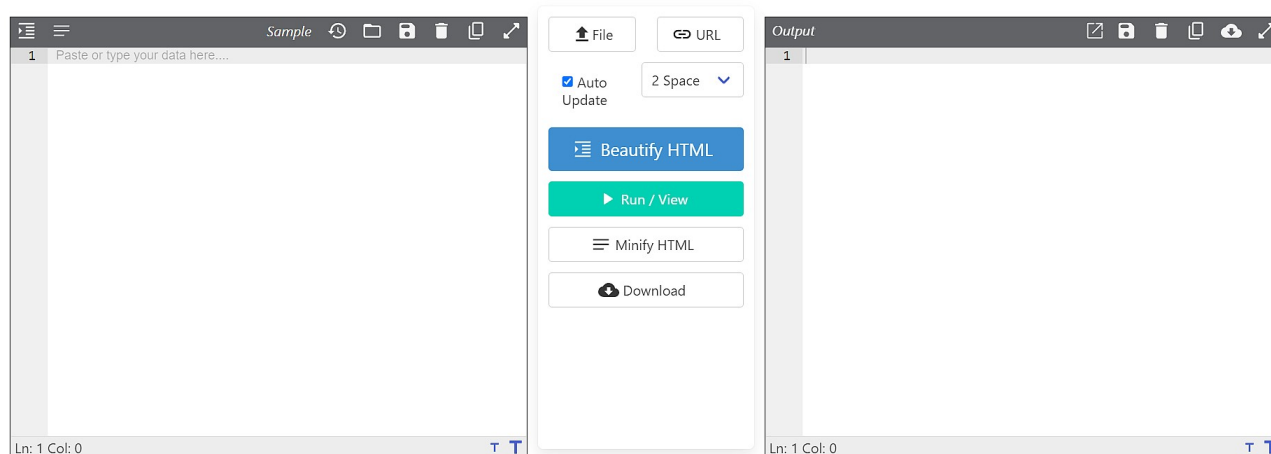 Sample
1 Paste or type your data here....
Ln: 1 Col: 0
T T
File
URL
Auto
Update
2 Space
Beautify HTML
Run / View
Minify HTML
Download
Output
1
Ln: 1 Col: 0
T T